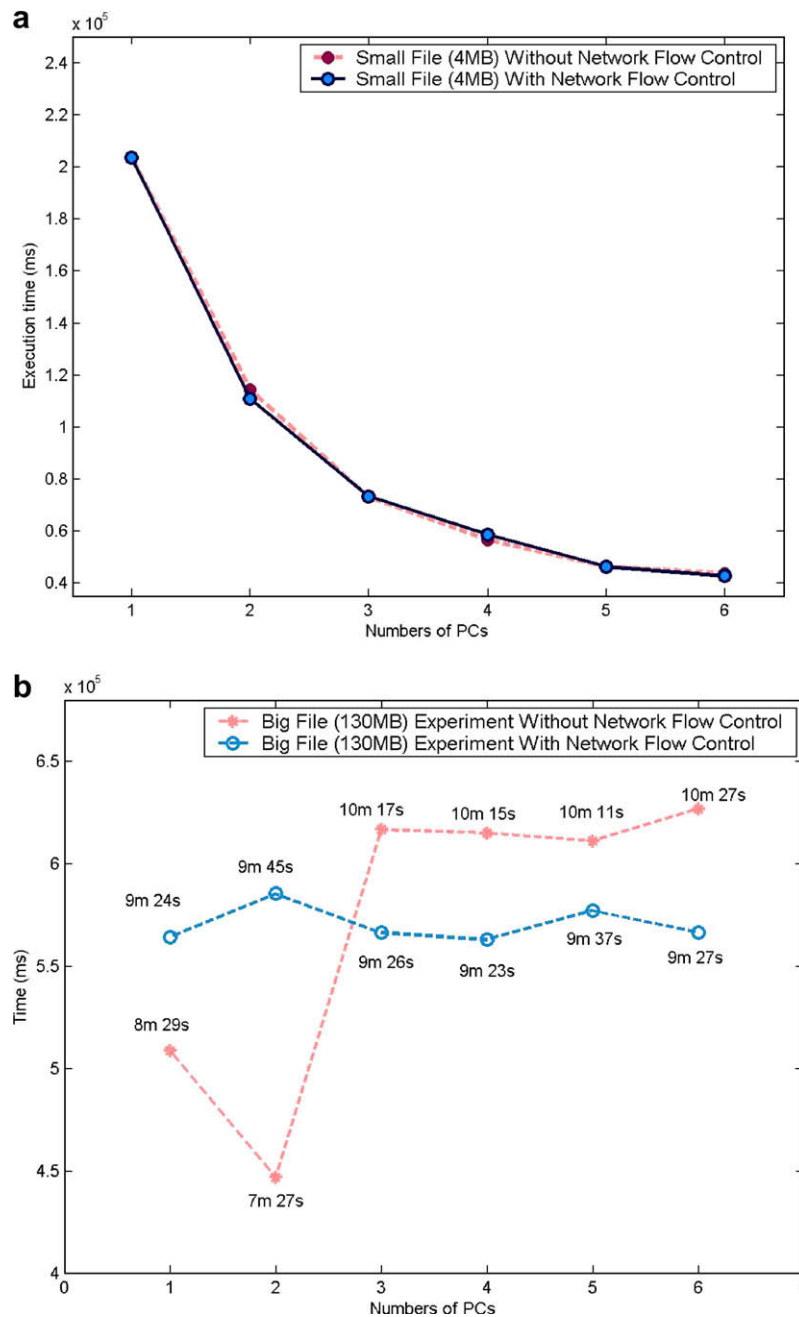 a
x 10⁵
Small File (4MB) Without Network Flow Control
Small File (4MB) With Network Flow Control
2.4
2.2
2
1.8
1.6
1.4
1.2
1
0.8
0.6
0.4
Execution time (ms)
1 2 3 4 5 6
Numbers of PCs
b
x 10⁵
Big File (130MB) Experiment Without Network Flow Control
Big File (130MB) Experiment With Network Flow Control
6.5
6
5.5
5
4.5
4
Time (ms)
10m 17s
10m 15s
10m 11s
10m 27s
9m 24s
9m 45s
9m 26s
9m 23s
9m 37s
9m 27s
8m 29s
7m 27s
0 1 2 3 4 5 6
Numbers of PCs